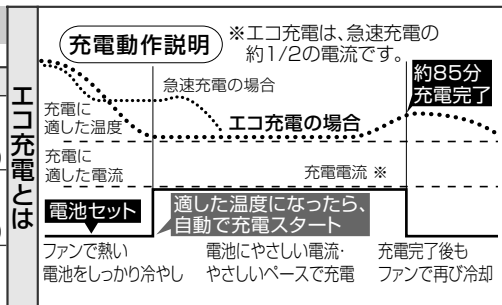 エコ充電とは
充電動作説明
※エコ充電は、急速充電の
約1/2の電流です。
急速充電の場合
約85分
充電完了
充電に
適した温度
エコ充電の場合
充電に
適した電流
充電電流 ※
電池セット
適した温度になったら、
自動で充電スタート
ファンで熱い
電池をしっかり冷やし
電池にやさしい電流・
やさしいペースで充電
充電完了後も
ファンで再び冷却